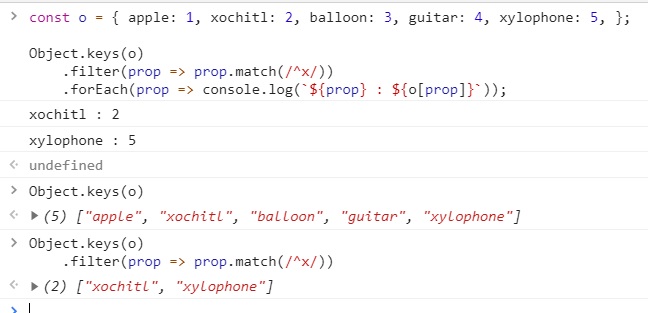 > const o = { apple: 1, xochitl: 2, balloon: 3, guitar: 4, xylophone: 5, };
Object.keys(o)
.filter(prop => prop.match(/^x/))
.forEach(prop => console.log(`${prop} : ${o[prop]}`));
xochitl : 2
xylophone : 5
undefined
> Object.keys(o)
(5) ["apple", "xochitl", "balloon", "guitar", "xylophone"]
> Object.keys(o)
.filter(prop => prop.match(/^x/))
(2) ["xochitl", "xylophone"]
>